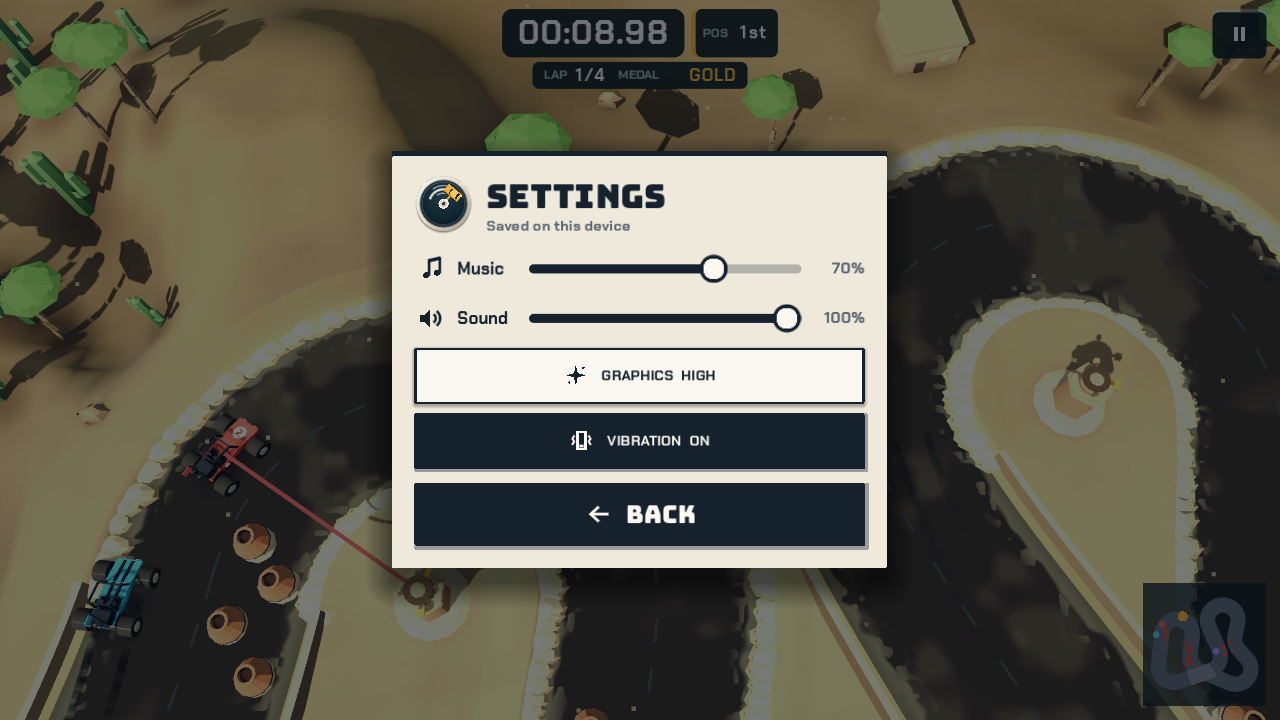 00:08.98
POS 1st
LAP 1/4 MEDAL GOLD
SETTINGS
Saved on this device
Music 70%
Sound 100%
GRAPHICS HIGH
VIBRATION ON
BACK